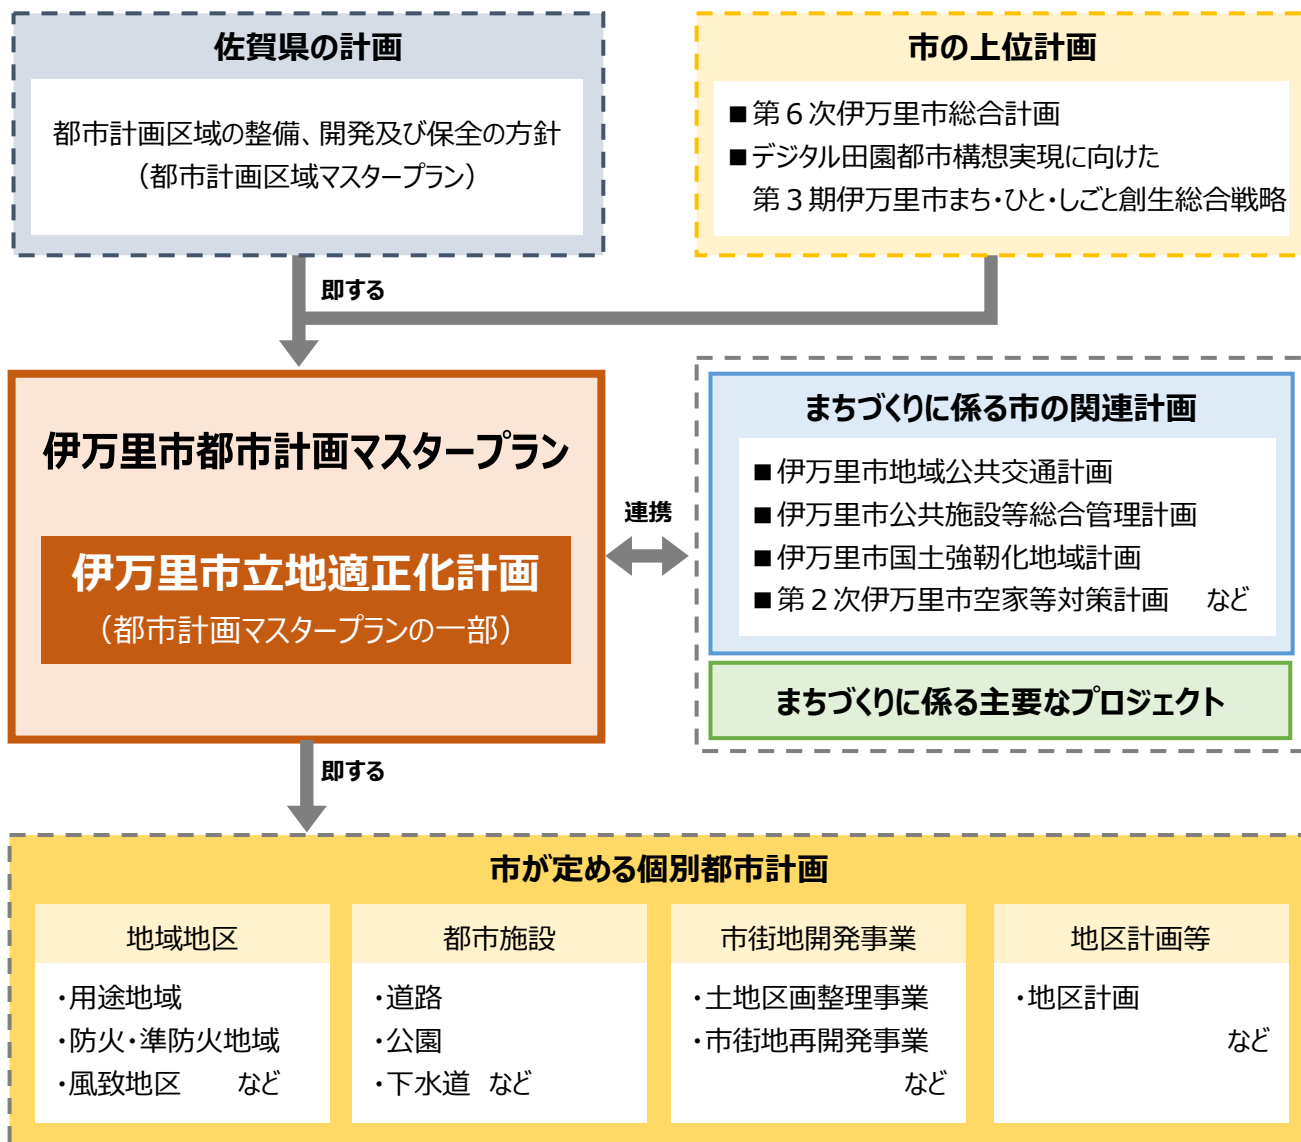 佐賀県の計画
都市計画区域の整備、開発及び保全の方針
（都市計画区域マスタープラン）
市の上位計画
■第６次伊万里市総合計画
■デジタル田園都市構想実現に向けた
第３期伊万里市まち・ひと・しごと創生総合戦略
即する
伊万里市都市計画マスタープラン
伊万里市立地適正化計画
（都市計画マスタープランの一部）
連携
まちづくりに係る市の関連計画
■伊万里市地域公共交通計画
■伊万里市公共施設等総合管理計画
■伊万里市国土強靭化地域計画
■第２次伊万里市空家等対策計画　など
まちづくりに係る主要なプロジェクト
即する
市が定める個別都市計画
地域地区
・用途地域
・防火・準防火地域
・風致地区　など
都市施設
・道路
・公園
・下水道　など
市街地開発事業
・土地区画整理事業
・市街地再開発事業
など
地区計画等
・地区計画
など